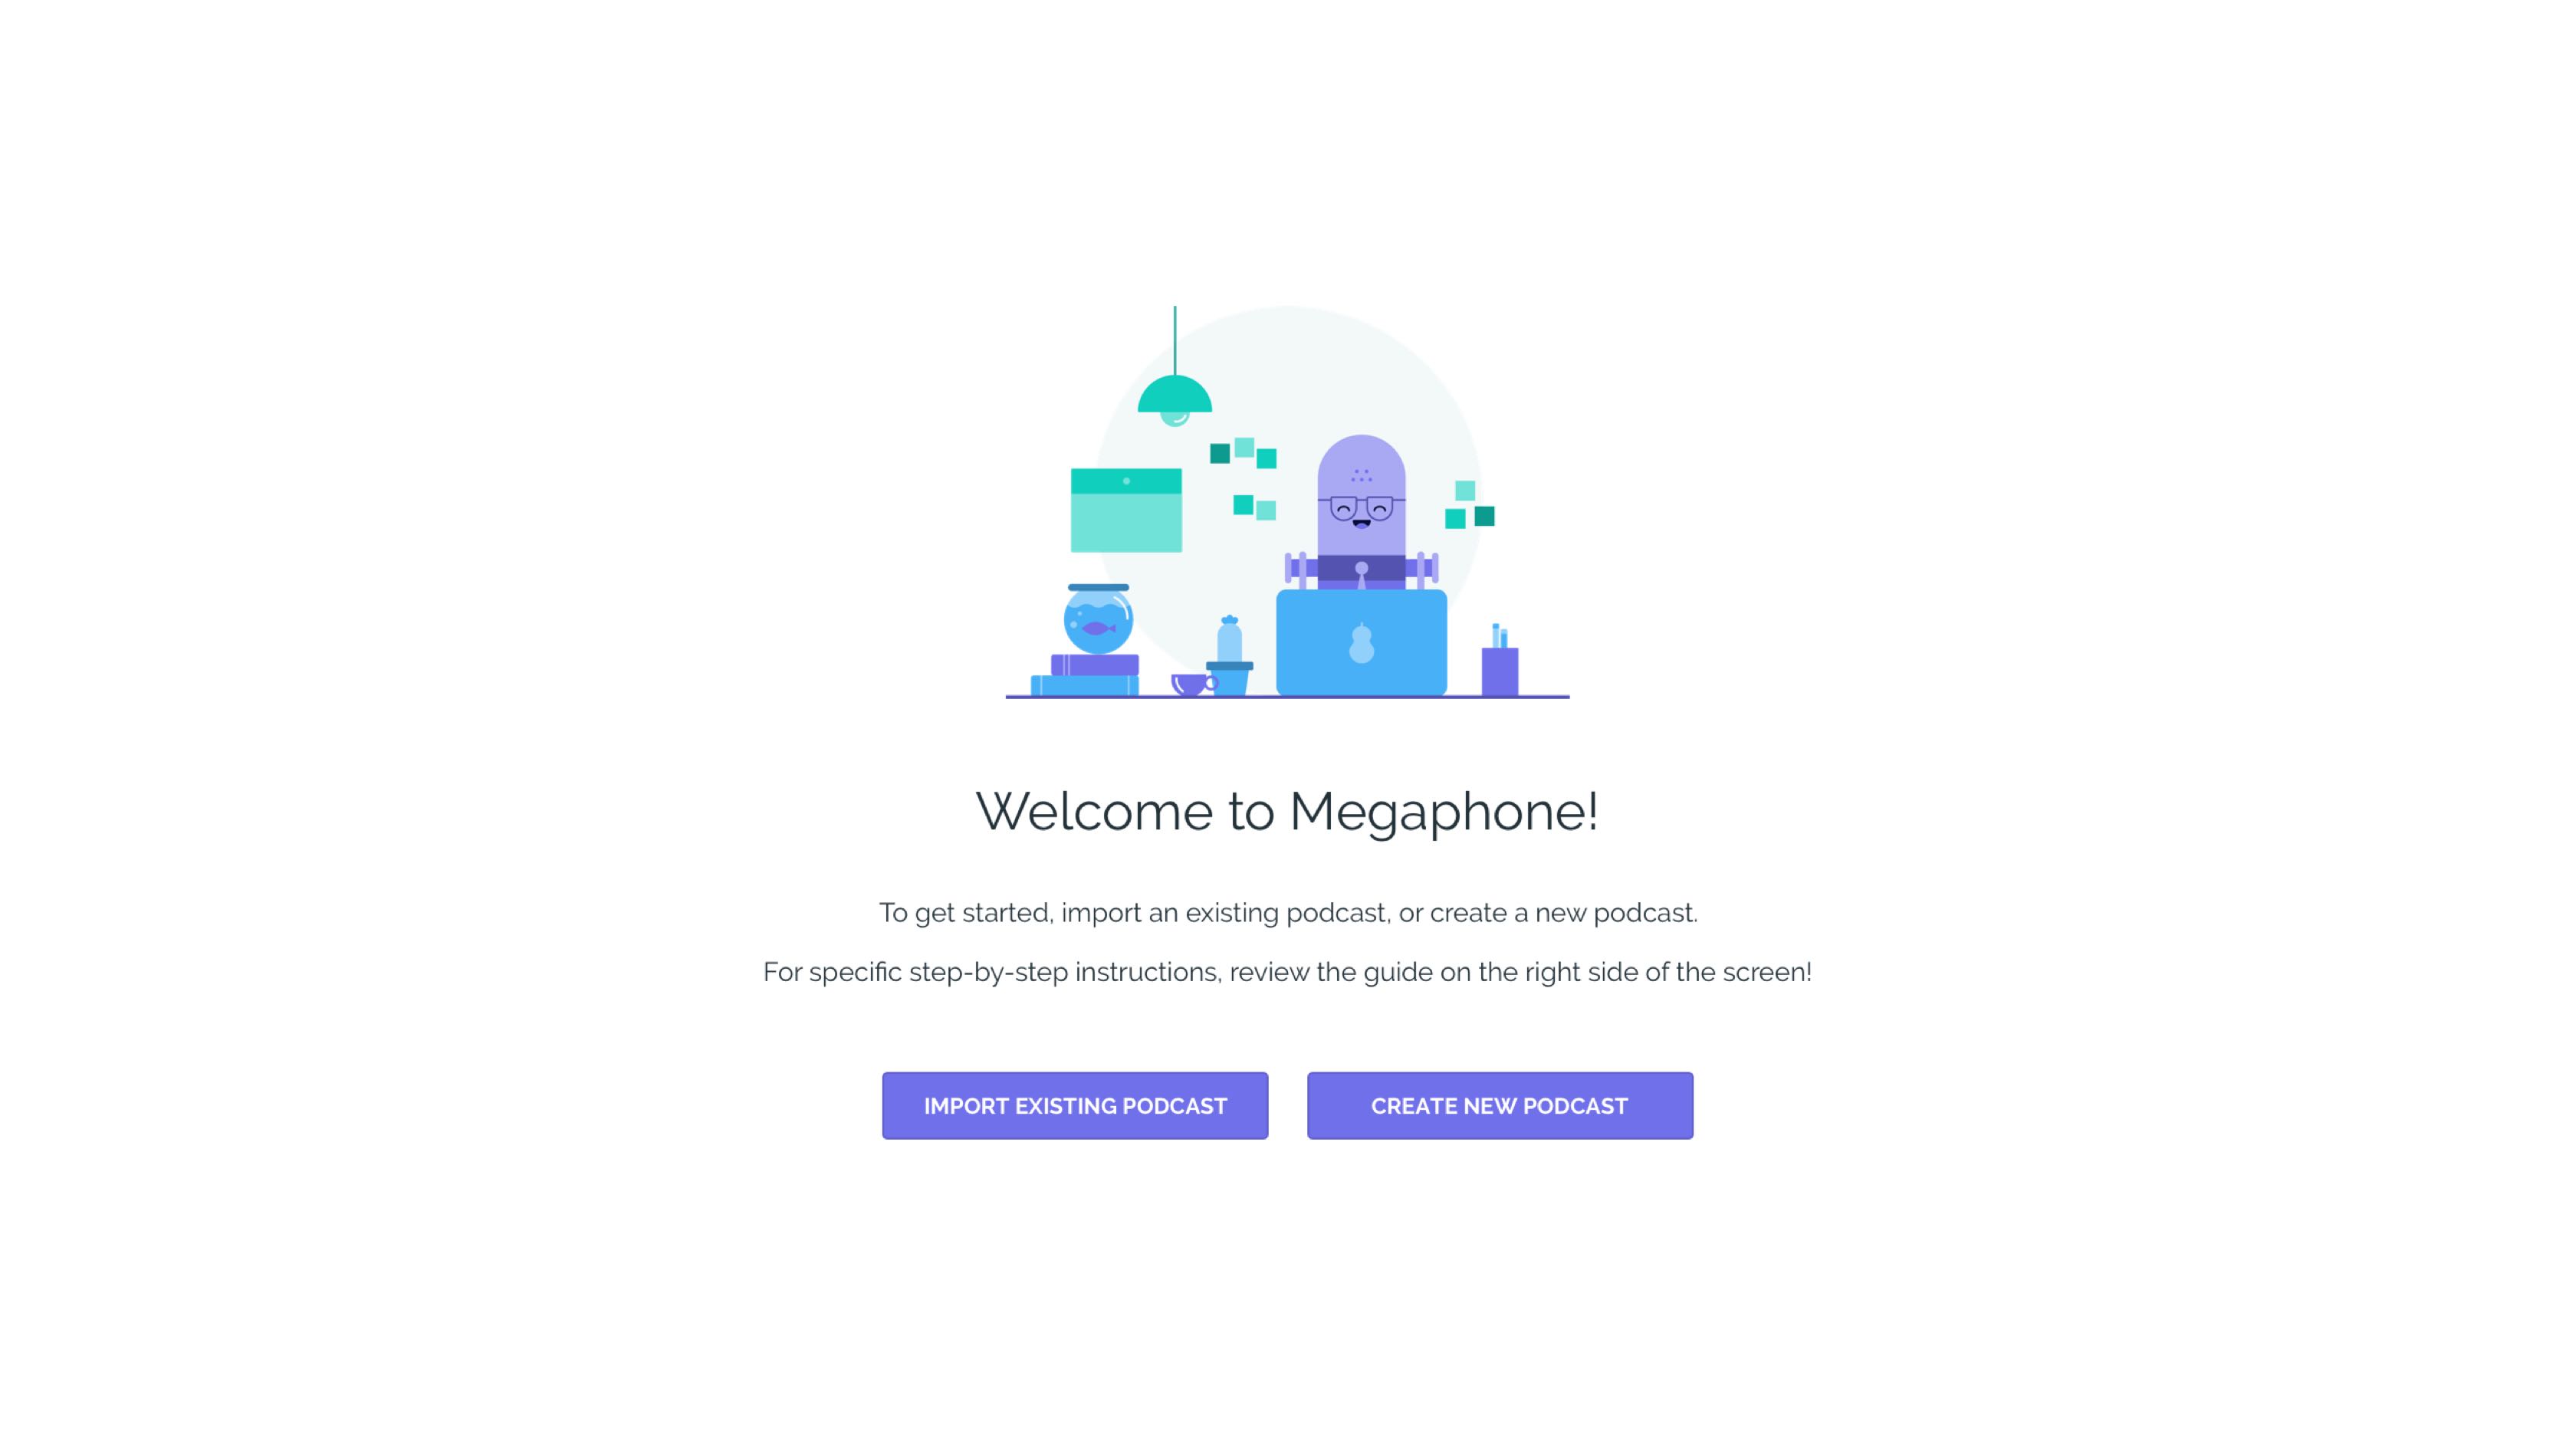 Welcome to Megaphone!
To get started, import an existing podcast, or create a new podcast.
For specific step-by-step instructions, review the guide on the right side of the screen!
IMPORT EXISTING PODCAST
CREATE NEW PODCAST